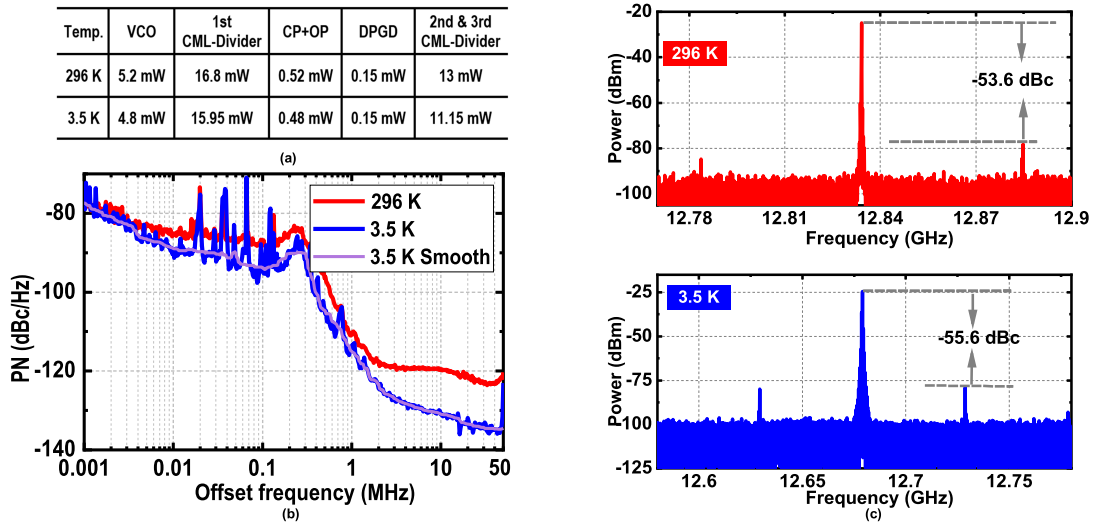 Temp. VCO 1st CML-Divider CP+OP DPGD 2nd & 3rd CML-Divider
296 K 5.2 mW 16.8 mW 0.52 mW 0.15 mW 13 mW
3.5 K 4.8 mW 15.95 mW 0.48 mW 0.15 mW 11.15 mW
(a)
PN (dBc/Hz)
-80
-100
-120
-140
296 K
3.5 K
3.5 K Smooth
0.001 0.01 0.1 1 10 50
Offset frequency (MHz)
(b)
Power (dBm)
-20
-40
-60
-80
-100
296 K
-53.6 dBc
12.78 12.81 12.84 12.87 12.9
Frequency (GHz)
Power (dBm)
-25
-50
-75
-100
-125
3.5 K
-55.6 dBc
12.6 12.65 12.7 12.75
Frequency (GHz)
(c)